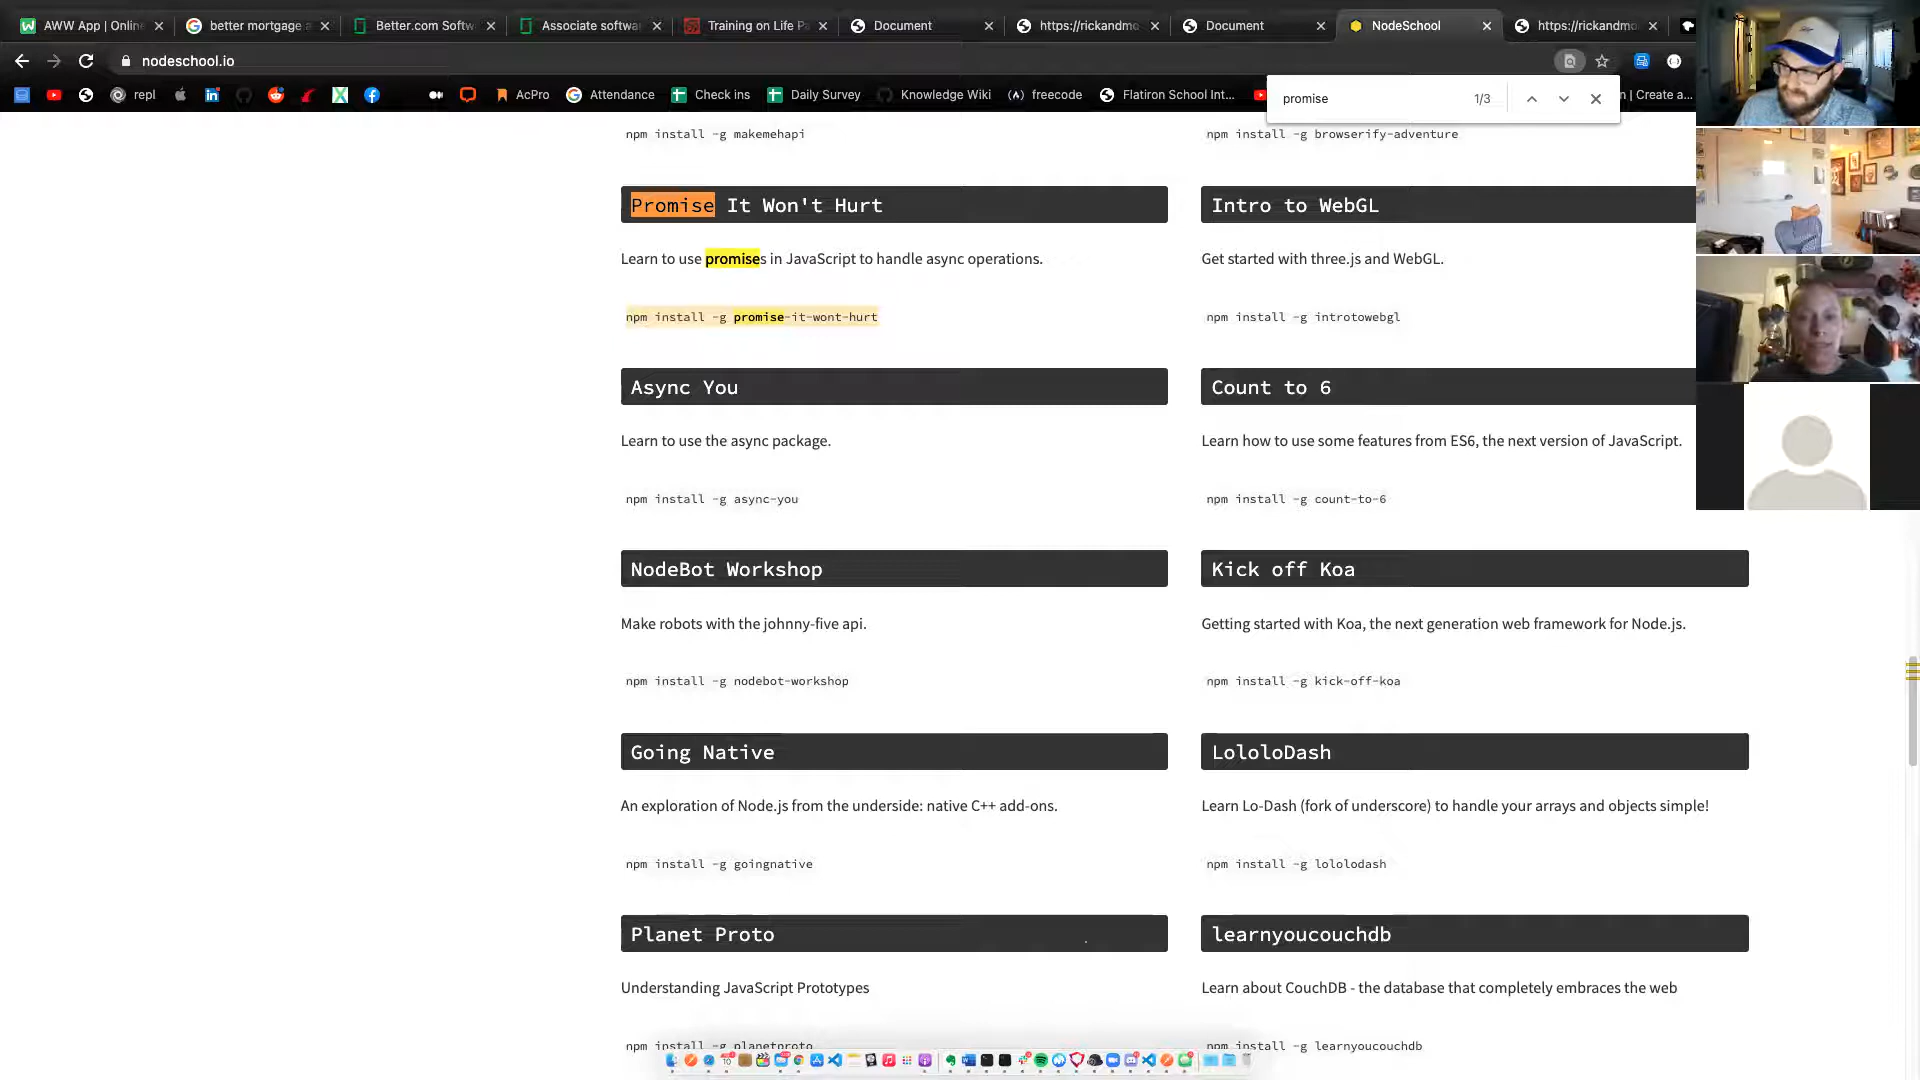 AWW App | Onlin
better mortgage a
Better.com Softw
Associate softwa
Training on Life Pa
Document
https://rickandmo
Document
NodeSchool
https://rickandmo
nodeschool.io
promise
1/3
repl
AcPro
Attendance
Check ins
Daily Survey
Knowledge Wiki
freecode
Flatiron School Int...
n | Create a...
npm install -g makemehapi
npm install -g browserify-adventure
Promise It Won't Hurt
Intro to WebGL
Learn to use promises in JavaScript to handle async operations.
Get started with three.js and WebGL.
npm install -g promise-it-wont-hurt
npm install -g introtowebgl
Async You
Count to 6
Learn to use the async package.
Learn how to use some features from ES6, the next version of JavaScript.
npm install -g async-you
npm install -g count-to-6
NodeBot Workshop
Kick off Koa
Make robots with the johnny-five api.
Getting started with Koa, the next generation web framework for Node.js.
npm install -g nodebot-workshop
npm install -g kick-off-koa
Going Native
LololoDash
An exploration of Node.js from the underside: native C++ add-ons.
Learn Lo-Dash (fork of underscore) to handle your arrays and objects simple!
npm install -g goingnative
npm install -g lololodash
Planet Proto
learnyoucouchdb
Understanding JavaScript Prototypes
Learn about CouchDB - the database that completely embraces the web
npm install -g planetproto
npm install -g learnyoucouchdb